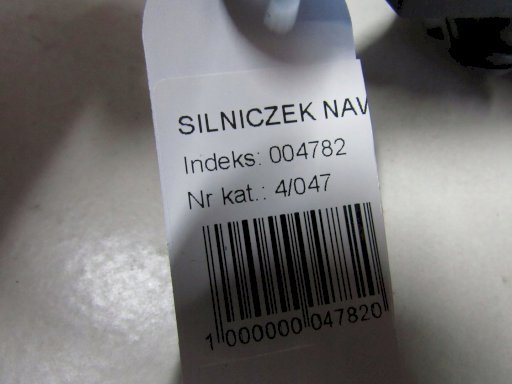 SILNICZEK NAW
Indeks: 004782
Nr kat.: 4/047
1 000000 047820